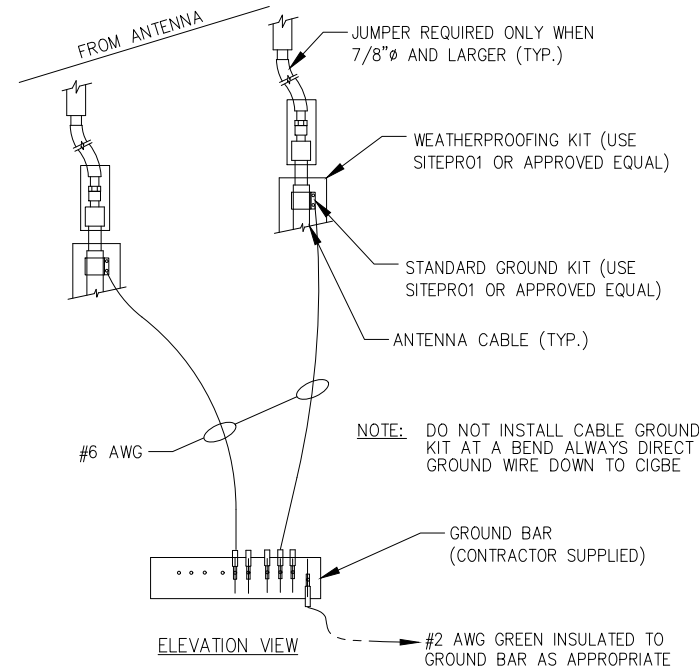 FROM ANTENNA
JUMPER REQUIRED ONLY WHEN
7/8"ø AND LARGER (TYP.)
WEATHERPROOFING KIT (USE
SITEPRO1 OR APPROVED EQUAL)
STANDARD GROUND KIT (USE
SITEPRO1 OR APPROVED EQUAL)
ANTENNA CABLE (TYP.)
#6 AWG
NOTE: DO NOT INSTALL CABLE GROUND
KIT AT A BEND ALWAYS DIRECT
GROUND WIRE DOWN TO CIGBE
GROUND BAR
(CONTRACTOR SUPPLIED)
ELEVATION VIEW
#2 AWG GREEN INSULATED TO
GROUND BAR AS APPROPRIATE